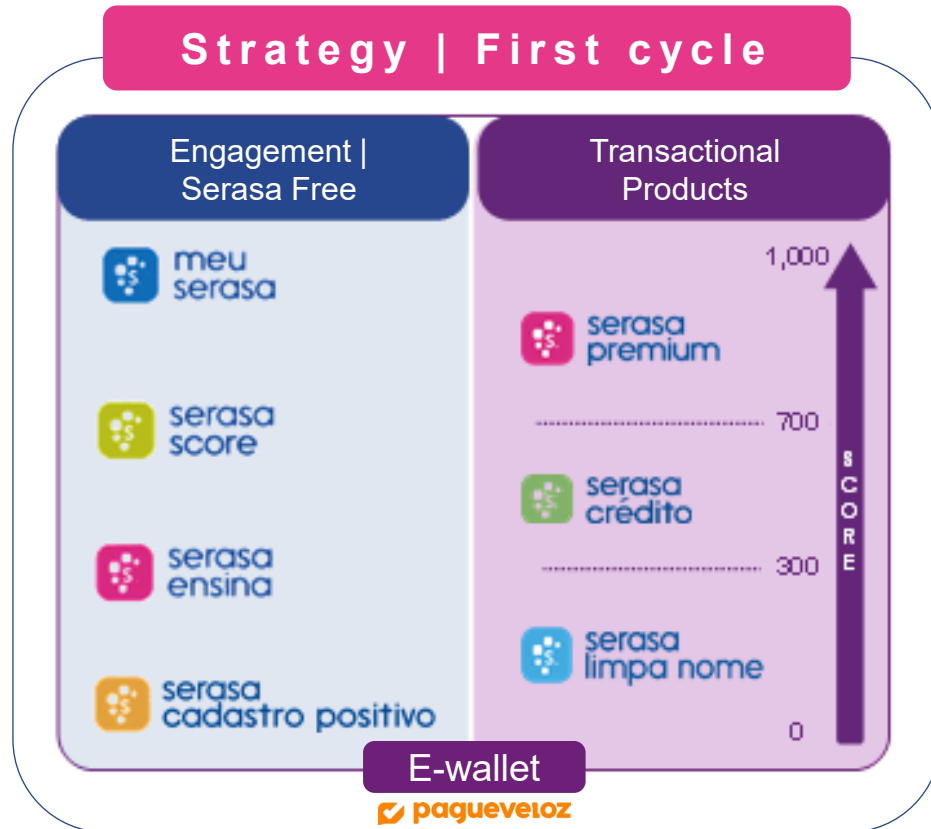 Strategy | First cycle
Engagement |
Serasa Free
meu
serasa
serasa
score
serasa
ensina
serasa
cadastro positivo
Transactional
Products
1,000
serasa
premium
700
serasa
crédito
300
serasa
limpa nome
0
SCORE
E-wallet
pagueveloz